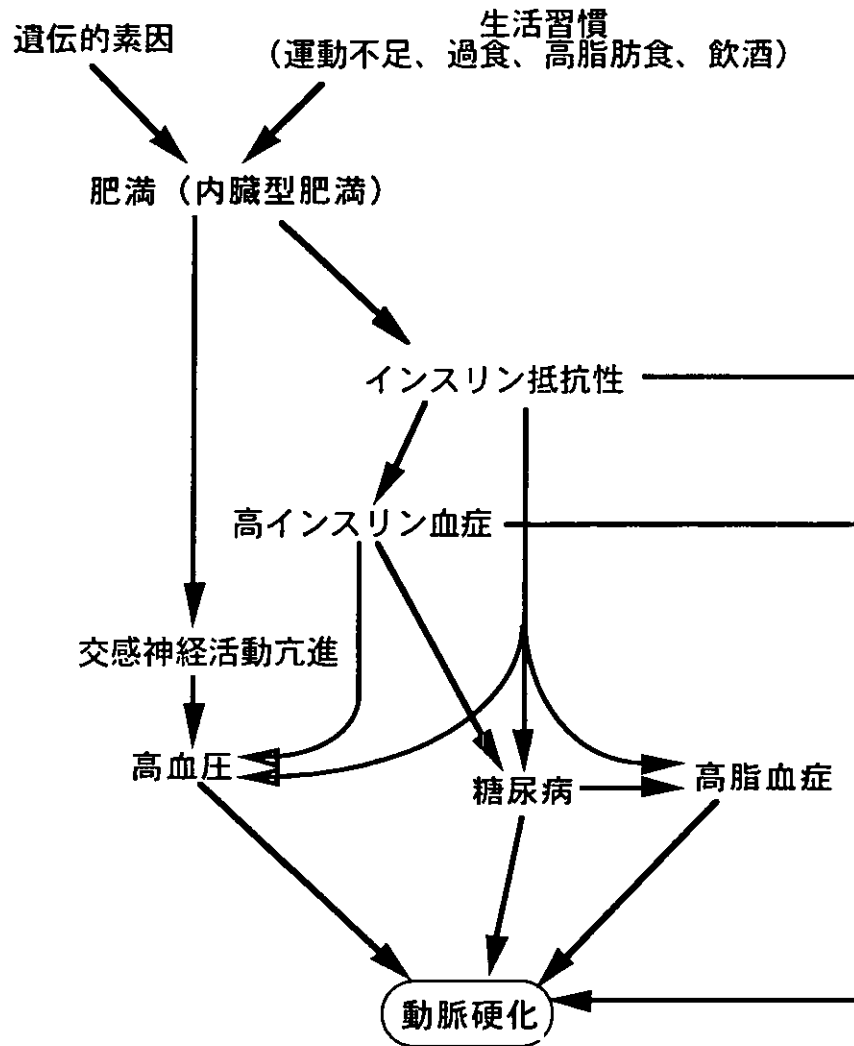 遺伝的素因
生活習慣
（運動不足、過食、高脂肪食、飲酒）
肥満（内臓型肥満）
インスリン抵抗性
高インスリン血症
交感神経活動亢進
高血圧
糖尿病
高脂血症
動脈硬化